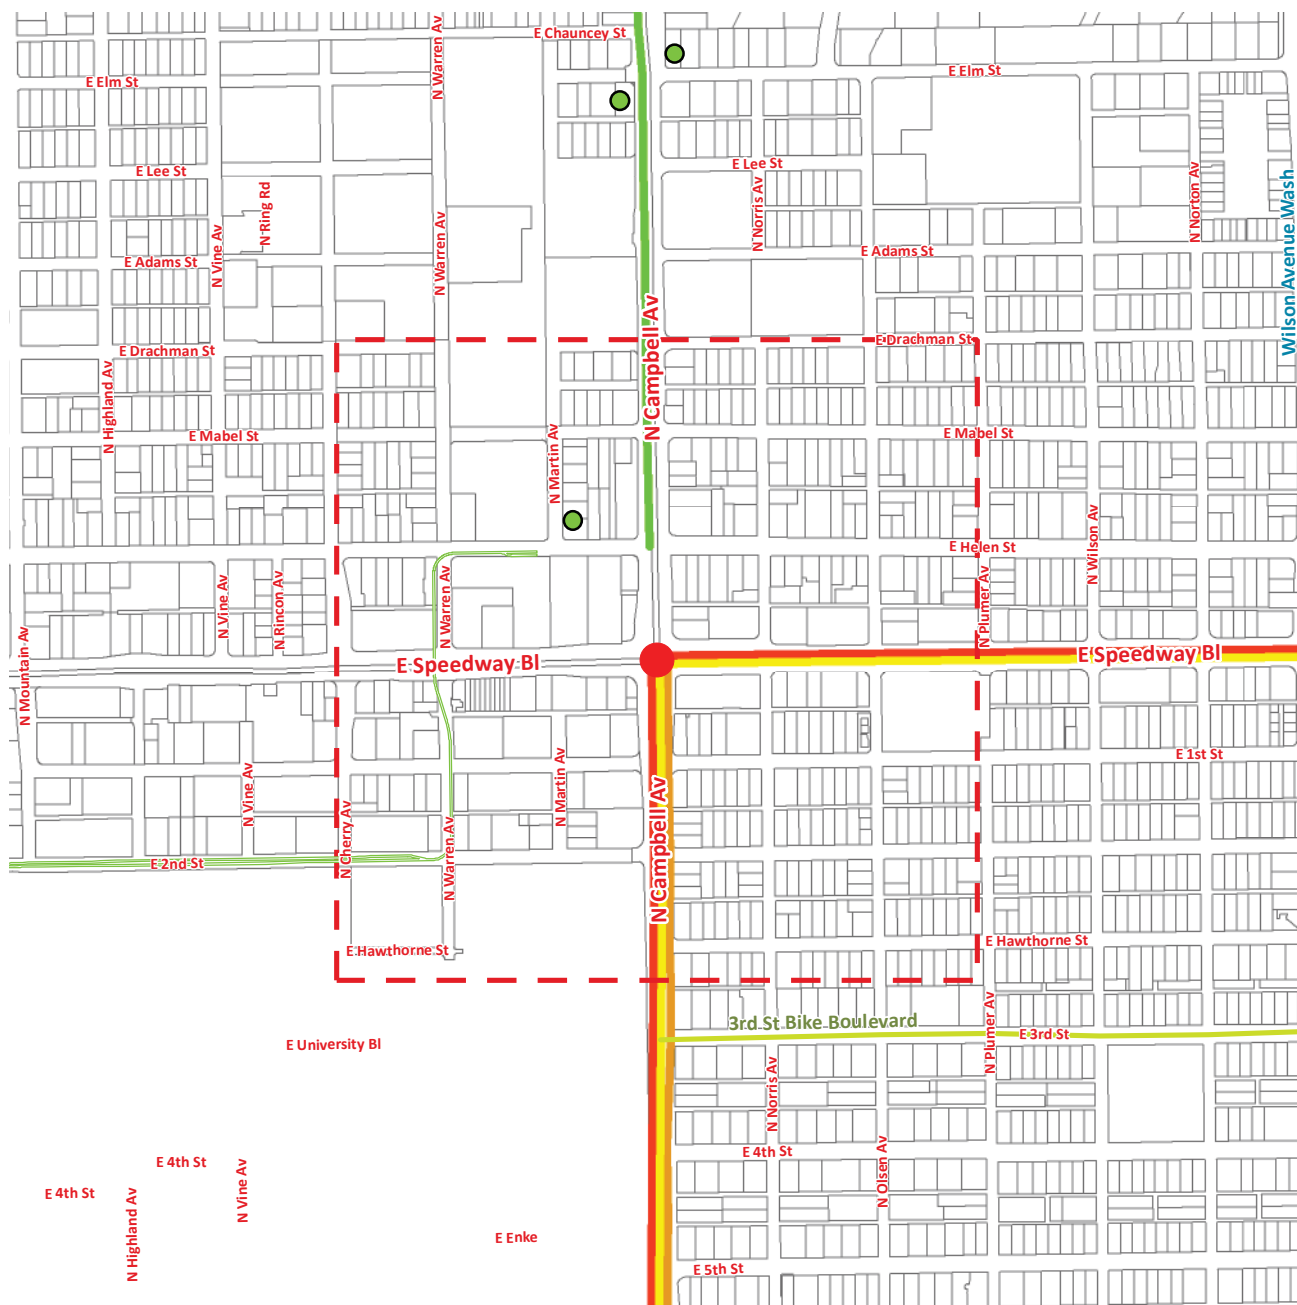 E Chauncey St
N Warren Av
E Elm St
E Elm St
E Lee St
E Lee St
N Ring Rd
N Norris Av
N Norton Av
Wilson Avenue Wash
N Vine Av
N Warren Av
E Adams St
E Adams St
N Campbell Av
E Drachman St
E Drachman St
N Highland Av
E Mabel St
E Mabel St
N Martin Av
N Wilson Av
E Helen St
N Vine Av
N Rincon Av
N Warren Av
N Plumer Av
N Mountain Av
E Speedway Bl
E Speedway Bl
E 1st St
N Vine Av
N Martin Av
N Campbell Av
N Cherry Av
N Warren Av
E 2nd St
E Hawthorne St
E Hawthorne St
3rd St Bike Boulevard
N Plumer Av
E 3rd St
E University Bl
N Norris Av
E 4th St
E 4th St
E 4th St
N Vine Av
N Olsen Av
N Highland Av
E Enke
E 5th St